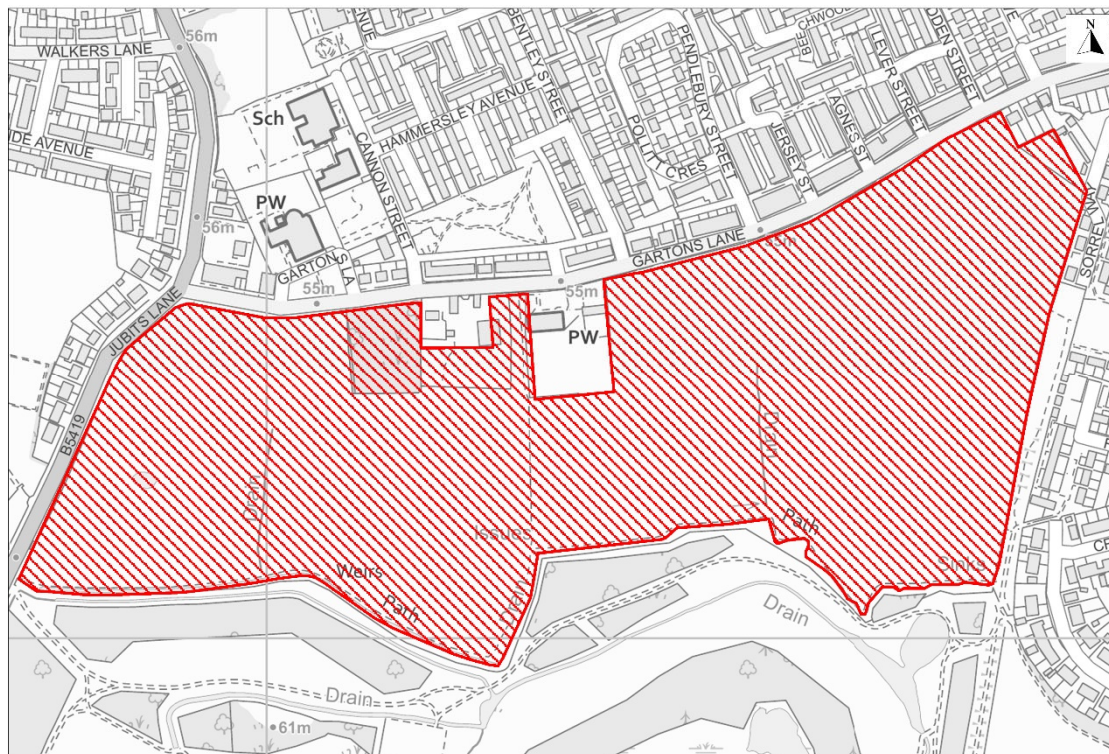 56m
WALKERS LANE
N
Sch
HAMMERSLEY AVENUE
BENTLEY STREET
PENDLEBURY STREET
LEVER STREET
CANNON STREET
POLLITT
CRES
JERSEY ST
AGNES ST
PW
56m
GARTONS LA
GARTONS LANE
55m
55m
55m
JUBITS LANE
PW
B5419
Drain
Drain
Issues
Path
Weirs
Path
Drain
Sinks
Drain
Drain
61m